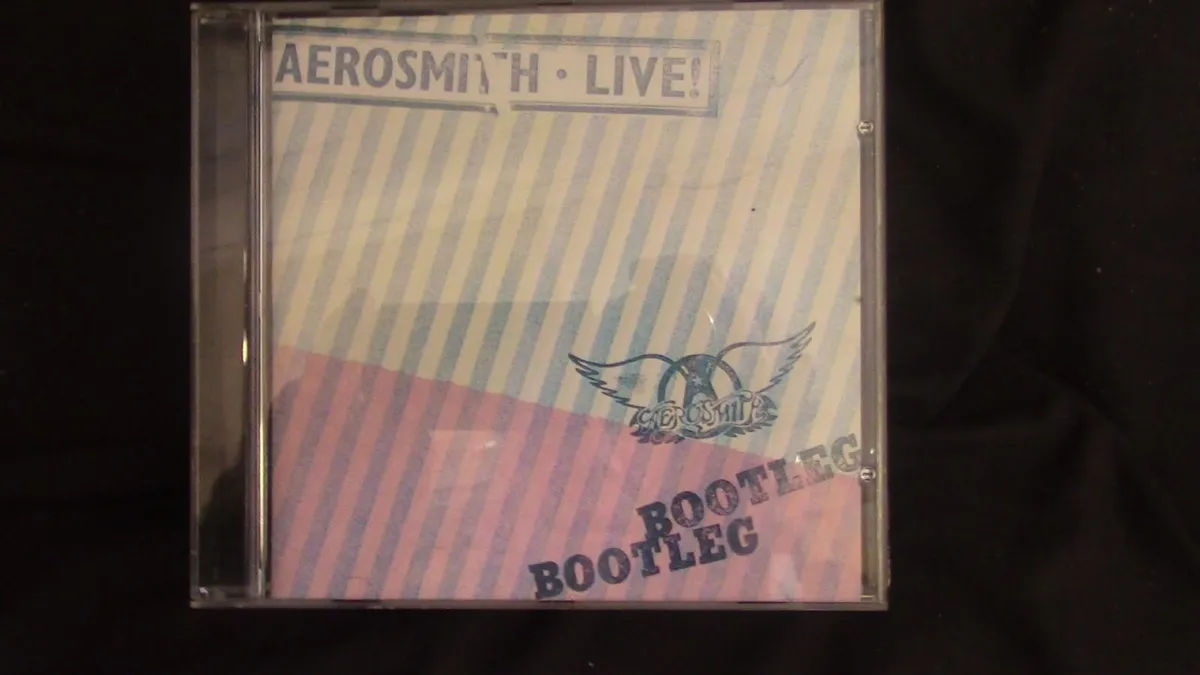 AEROSMITH · LIVE!
AEROSMITH
BOOTLEG
BOOTLEG